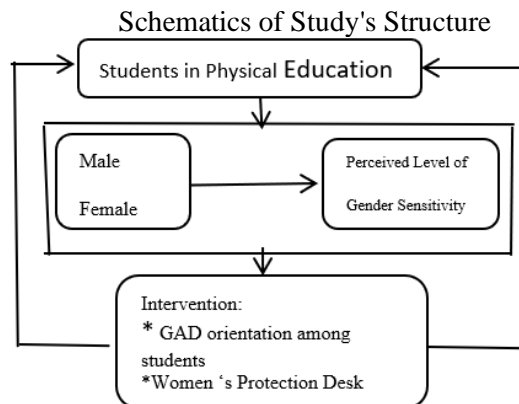 Schematics of Study's Structure
Students in Physical Education
Male
Female
Perceived Level of
Gender Sensitivity
Intervention:
* GAD orientation among
students
*Women ‘s Protection Desk